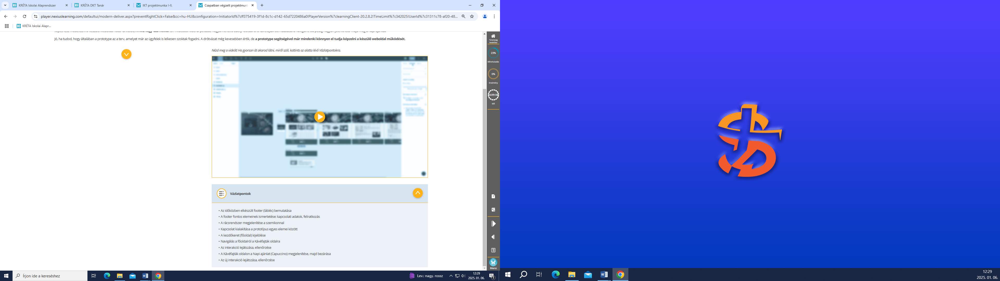 KRÉTA Iskolai Alaprendszer
KRÉTA DKT Tanár
IKT projektmunka I-II.
Csapatban végzett projektmun
player.nexiuslearning.com/defaultui/modern-deliver.aspx?preventRightClick=False&cc=hu-HU&configuration=InitiatorId%7cff375419-3f1d-8c1c-d142-65d7220486a0!PlayerVersion%7clearningClient-20.2.8.2!TimeLimit%7c342025!UserId%7c31311c78-af20-48...
KRÉTA Iskolai Alapr...
Jó, ha tudod, hogy általában a prototype az a terv, amelyet már az ügyfelek is lelkesen szoktak fogadni. A drótvázat még kevesebben értik, de a prototype segítségével már mindenki könnyen el tudja képzelni a készülő weboldal működését.
Nézd meg a videót! Ha gyorsan át akarod látni, miről szól, kattints az alatta lévő Vázlatpontokra.
Tananyag
bezárása
23%
Előrehaladás
0%
Eredmény
5699:08
Idő
Vázlatpontok
• Az időközben elkészült footer (lábléc) bemutatása
• A footer fontos elemeinek ismertetése: kapcsolati adatok, feliratkozás
• A rácsrendszer megjelenítése a szemikonnal
• Kapcsolat kialakítása a prototípus egyes elemei között
• A kezdőkeret (főoldal) kijelölése
• Navigálás a főoldalról a Kávéfajták oldalra
• Az interakció lejátszása, ellenőrzése
• A Kávéfajták oldalon a Napi ajánlat (Capuccino) megjelenítése, majd bezárása
• Az új interakció lejátszása, ellenőrzése
Menü
Írjon ide a kereséshez
Lev.: nagy. rossz
12:29
2025. 01. 06.
1
12:29
2025. 01. 06.